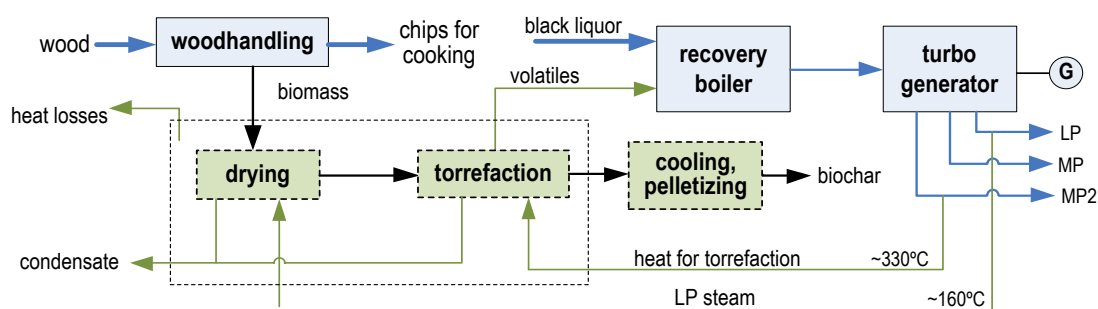 wood
woodhandling
chips for
cooking
black liquor
recovery
boiler
turbo
generator
G
volatiles
biomass
heat losses
LP
MP
MP2
drying
torrefaction
cooling,
pelletizing
biochar
condensate
heat for torrefaction
~330ºC
LP steam
~160ºC